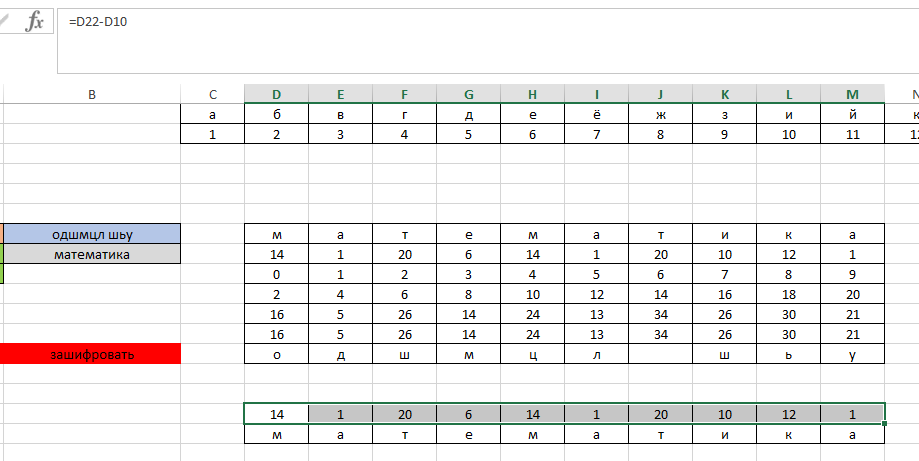 =D22-D10
B C D E F G H I J K L M
а б в г д е ё ж з и й
1 2 3 4 5 6 7 8 9 10 11
одшмцл шьу м а т е м а т и к а
математика 14 1 20 6 14 1 20 10 12 1
0 1 2 3 4 5 6 7 8 9
2 4 6 8 10 12 14 16 18 20
16 5 26 14 24 13 34 26 30 21
16 5 26 14 24 13 34 26 30 21
зашифровать о д ш м ц л ш ь у
14 1 20 6 14 1 20 10 12 1
м а т е м а т и к а